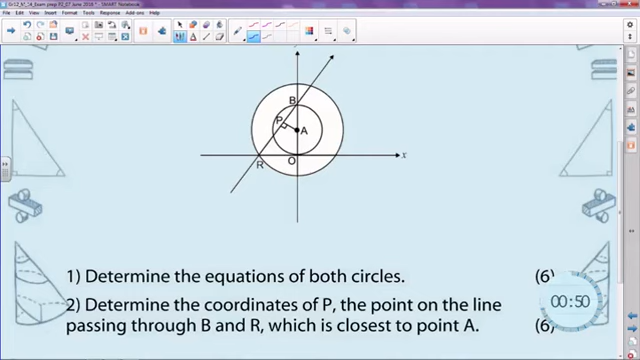 Gr12_M_14_Exam prep P2_07 June 2018 - SMART Notebook
File Edit View Insert Format Tools Response Add-ons Help
B
P
A
x
R
O
1) Determine the equations of both circles. (6)
00:50
2) Determine the coordinates of P, the point on the line
passing through B and R, which is closest to point A. (6)